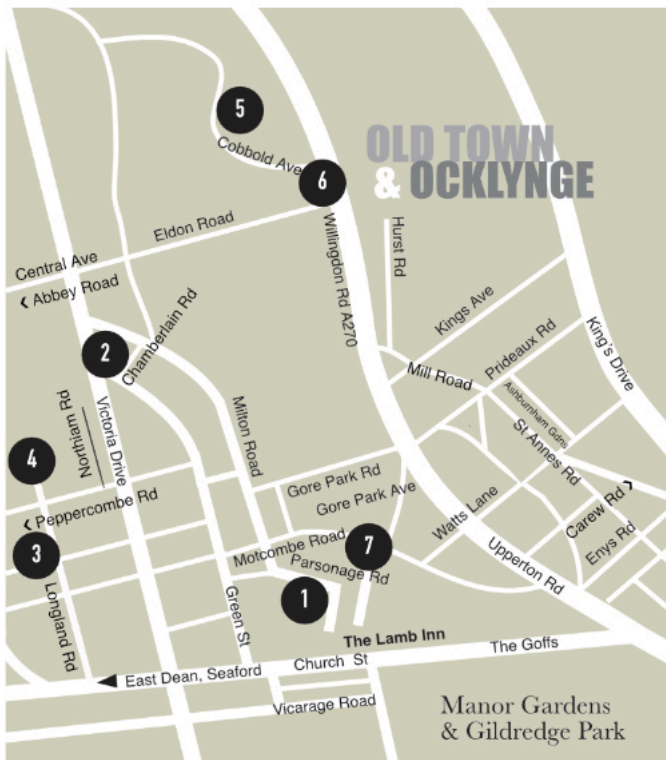 5
Cobbold Ave
6
OLD TOWN
& OCKLYNGE
Eldon Road
Central Ave
‹ Abbey Road
Hurst Rd
Willingdon Rd A270
Kings Ave
King's Drive
Chamberlain Rd
2
Prideaux Rd
Mill Road
Ashburnham Gdns
St Annes Rd
Victoria Drive
Northiam Rd
Milton Road
4
Gore Park Rd
Gore Park Ave
‹ Peppercombe Rd
Watts Lane
Carew Rd ›
Enys Rd
Upperton Rd
3
Motcombe Road
7
Parsonage Rd
Longland Rd
Green St
1
The Lamb Inn
The Goffs
Church St
East Dean, Seaford
Vicarage Road
Manor Gardens
& Gildredge Park